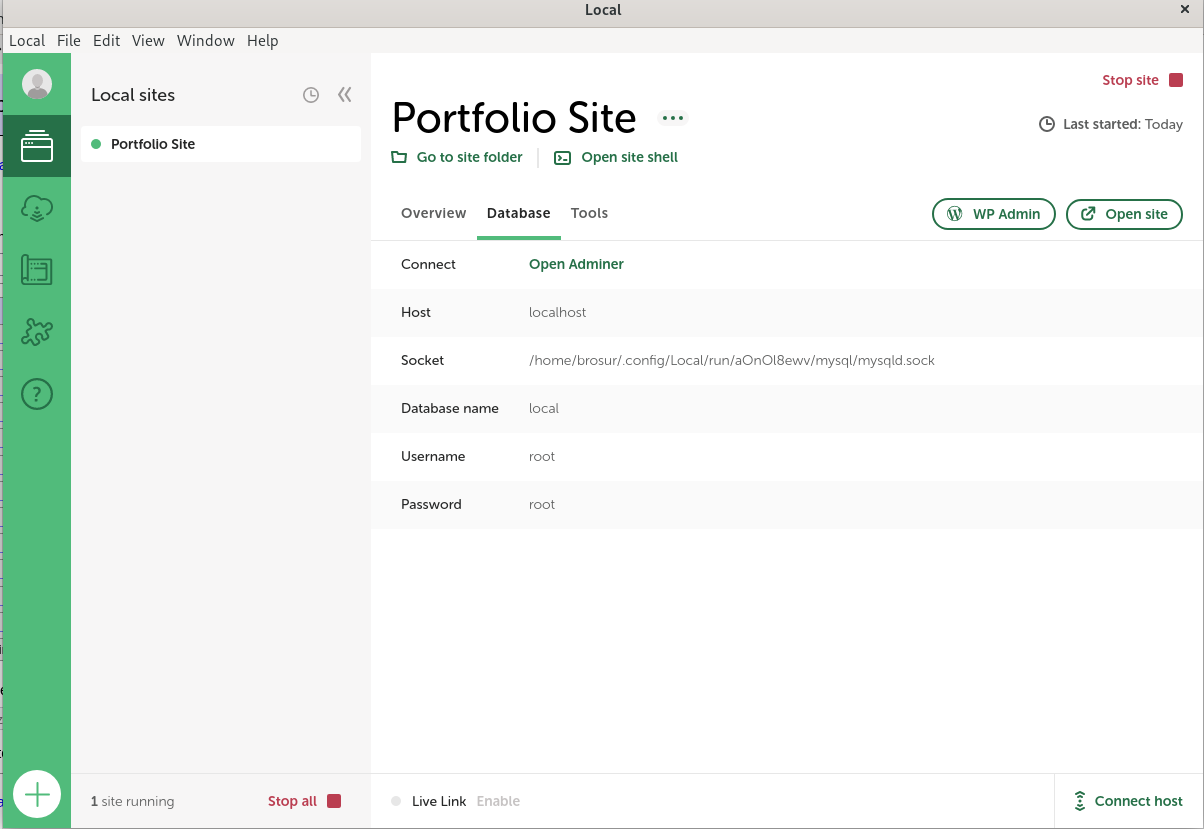 Local
Local File Edit View Window Help
Local sites
Portfolio Site
1 site running
Stop all
Stop site
Portfolio Site
Last started: Today
Go to site folder
Open site shell
Overview Database Tools
WP Admin
Open site
Connect Open Adminer
Host localhost
Socket /home/brosur/.config/Local/run/aOnOl8ewv/mysql/mysqld.sock
Database name local
Username root
Password root
Live Link Enable
Connect host